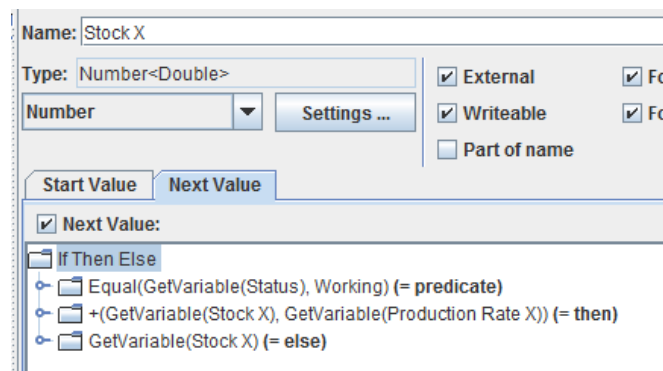 Name: Stock X
Type: Number<Double>
External
Number
Settings ...
Writeable
Part of name
Start Value
Next Value
Next Value:
If Then Else
Equal(GetVariable(Status), Working) (= predicate)
+(GetVariable(Stock X), GetVariable(Production Rate X)) (= then)
GetVariable(Stock X) (= else)